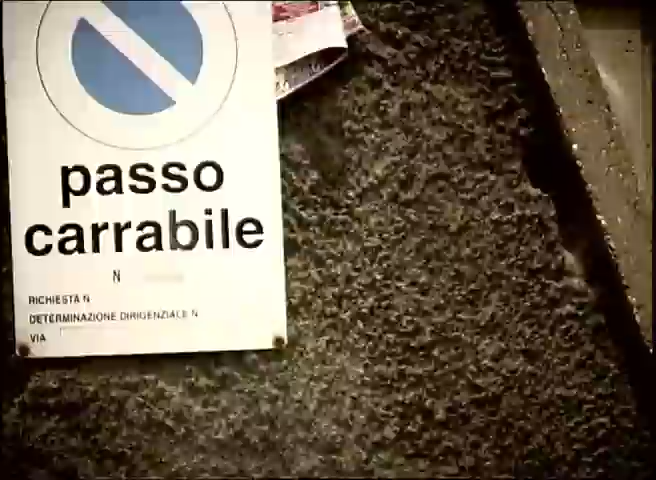 passo
carrabile
N
RICHIESTA N
DETERMINAZIONE DIRIGENZIALE N
VIA